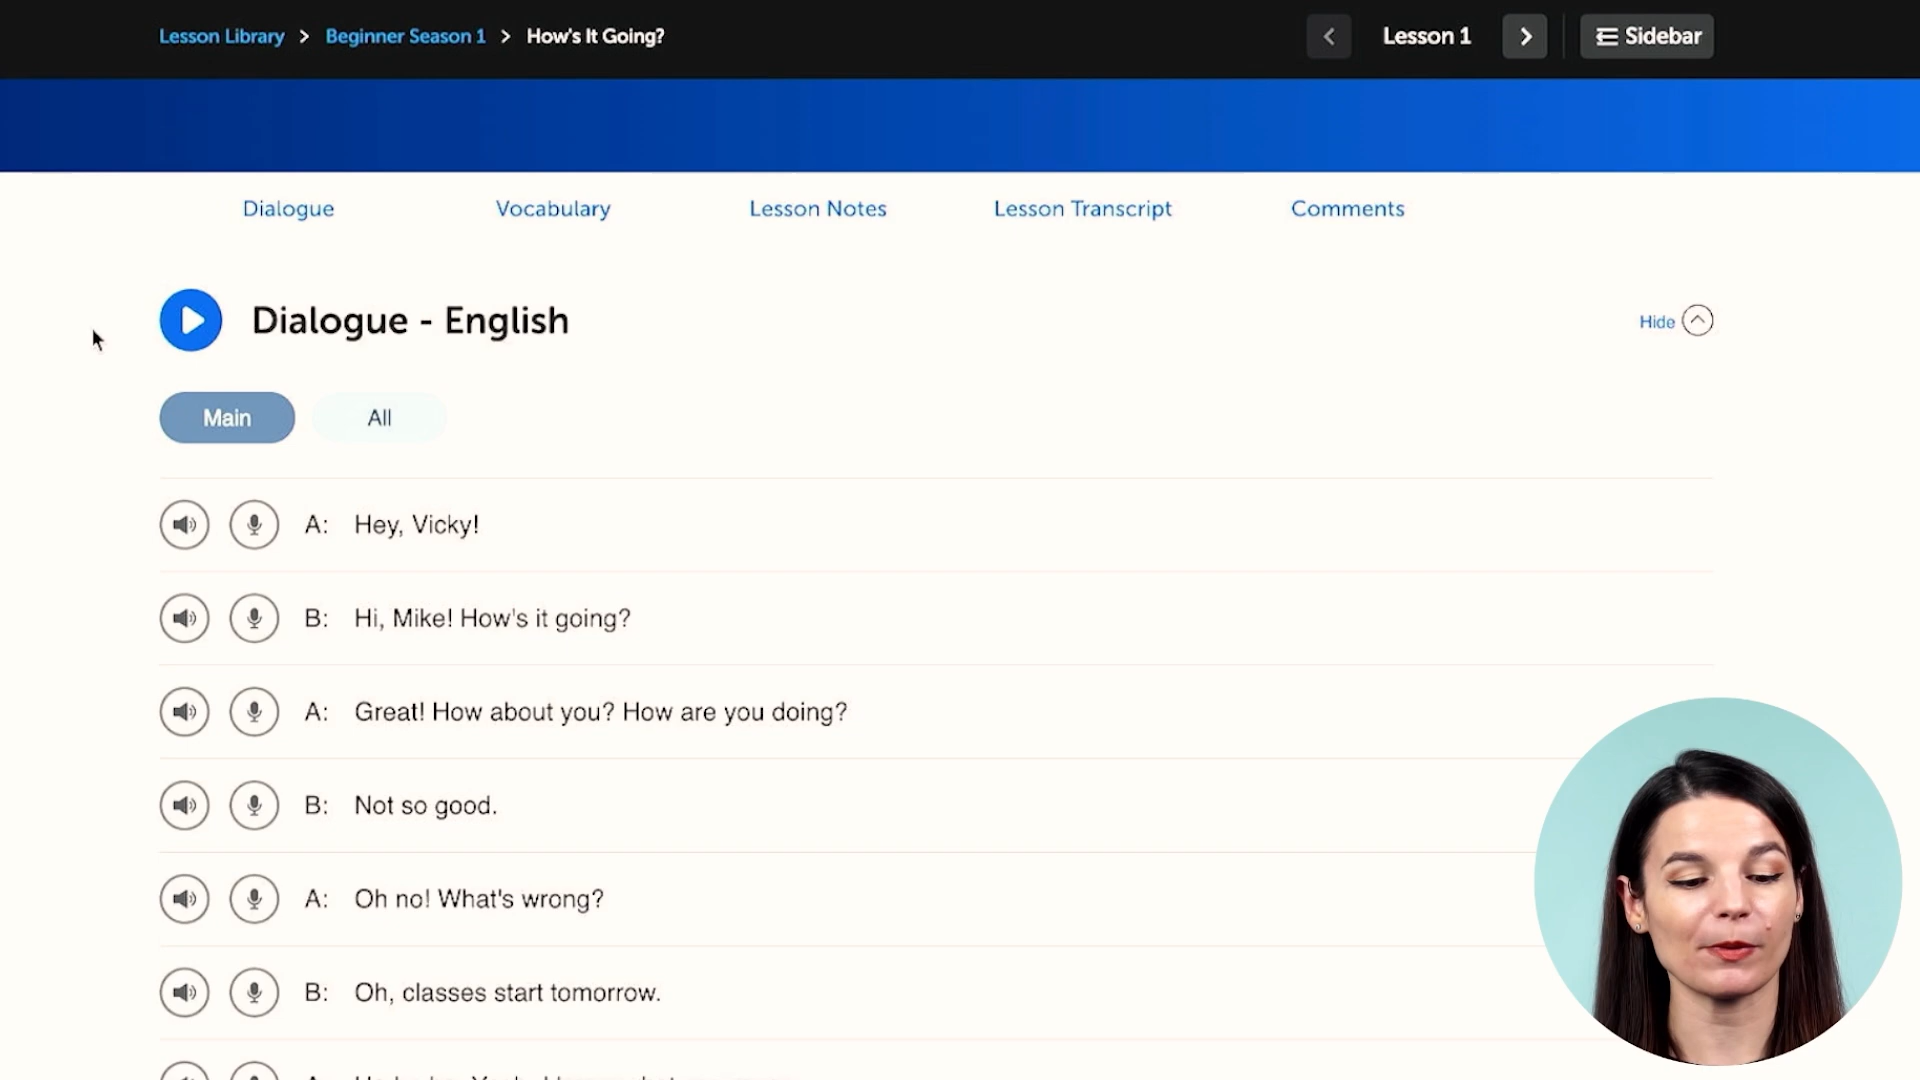 Lesson Library > Beginner Season 1 > How's It Going?
Lesson 1
Sidebar
Dialogue Vocabulary Lesson Notes Lesson Transcript Comments
Dialogue - English
Hide
Main All
A: Hey, Vicky!
B: Hi, Mike! How's it going?
A: Great! How about you? How are you doing?
B: Not so good.
A: Oh no! What's wrong?
B: Oh, classes start tomorrow.